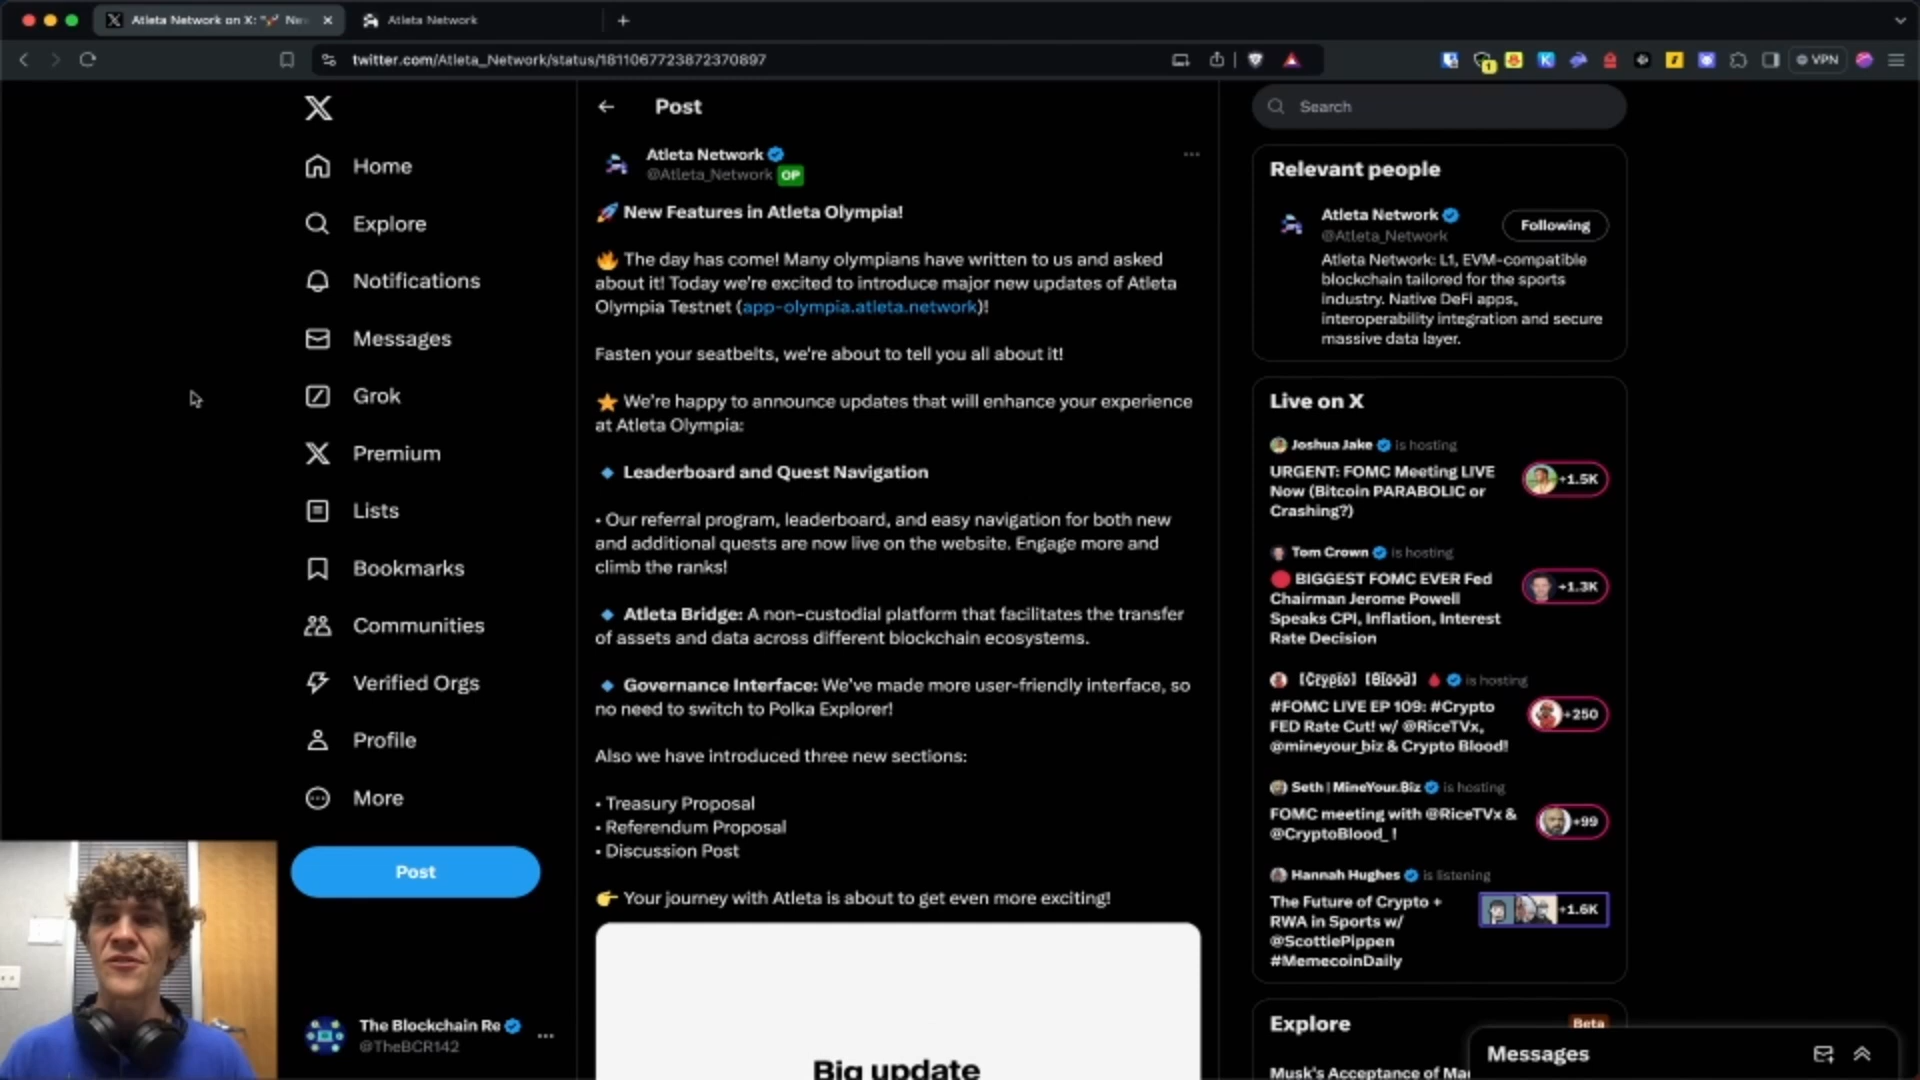 Atleta Network on X: "🚀 New
Atleta Network
twitter.com/Atleta_Network/status/1811067723872370897
1
VPN
Home
Explore
Notifications
Messages
Grok
Premium
Lists
Bookmarks
Communities
Verified Orgs
Profile
More
Post
The Blockchain Re
@TheBCR142
Post
Atleta Network
@Atleta_Network OP
🚀 New Features in Atleta Olympia!
🔥 The day has come! Many olympians have written to us and asked
about it! Today we're excited to introduce major new updates of Atleta
Olympia Testnet (app-olympia.atleta.network)!
Fasten your seatbelts, we're about to tell you all about it!
⭐ We're happy to announce updates that will enhance your experience
at Atleta Olympia:
🔹 Leaderboard and Quest Navigation
• Our referral program, leaderboard, and easy navigation for both new
and additional quests are now live on the website. Engage more and
climb the ranks!
🔹 Atleta Bridge: A non-custodial platform that facilitates the transfer
of assets and data across different blockchain ecosystems.
🔹 Governance Interface: We've made more user-friendly interface, so
no need to switch to Polka Explorer!
Also we have introduced three new sections:
• Treasury Proposal
• Referendum Proposal
• Discussion Post
👉 Your journey with Atleta is about to get even more exciting!
Big update
Search
Relevant people
Atleta Network
@Atleta_Network
Following
Atleta Network: L1, EVM-compatible
blockchain tailored for the sports
industry. Native DeFi apps,
interoperability integration and secure
massive data layer.
Live on X
Joshua Jake is hosting
URGENT: FOMC Meeting LIVE
Now (Bitcoin PARABOLIC or
Crashing?)
+1.5K
Tom Crown is hosting
🔴 BIGGEST FOMC EVER Fed
Chairman Jerome Powell
Speaks CPI, Inflation, Interest
Rate Decision
+1.3K
[Crypto] [Blood] 🩸 is hosting
#FOMC LIVE EP 109: #Crypto
FED Rate Cut! w/ @RiceTVx,
@mineyour_biz & Crypto Blood!
+250
Seth | MineYour.Biz is hosting
FOMC meeting with @RiceTVx &
@CryptoBlood_ !
+99
Hannah Hughes is listening
The Future of Crypto +
RWA in Sports w/
@ScottiePippen
#MemecoinDaily
+1.6K
Explore
Beta
Musk's Acceptance of
Messages